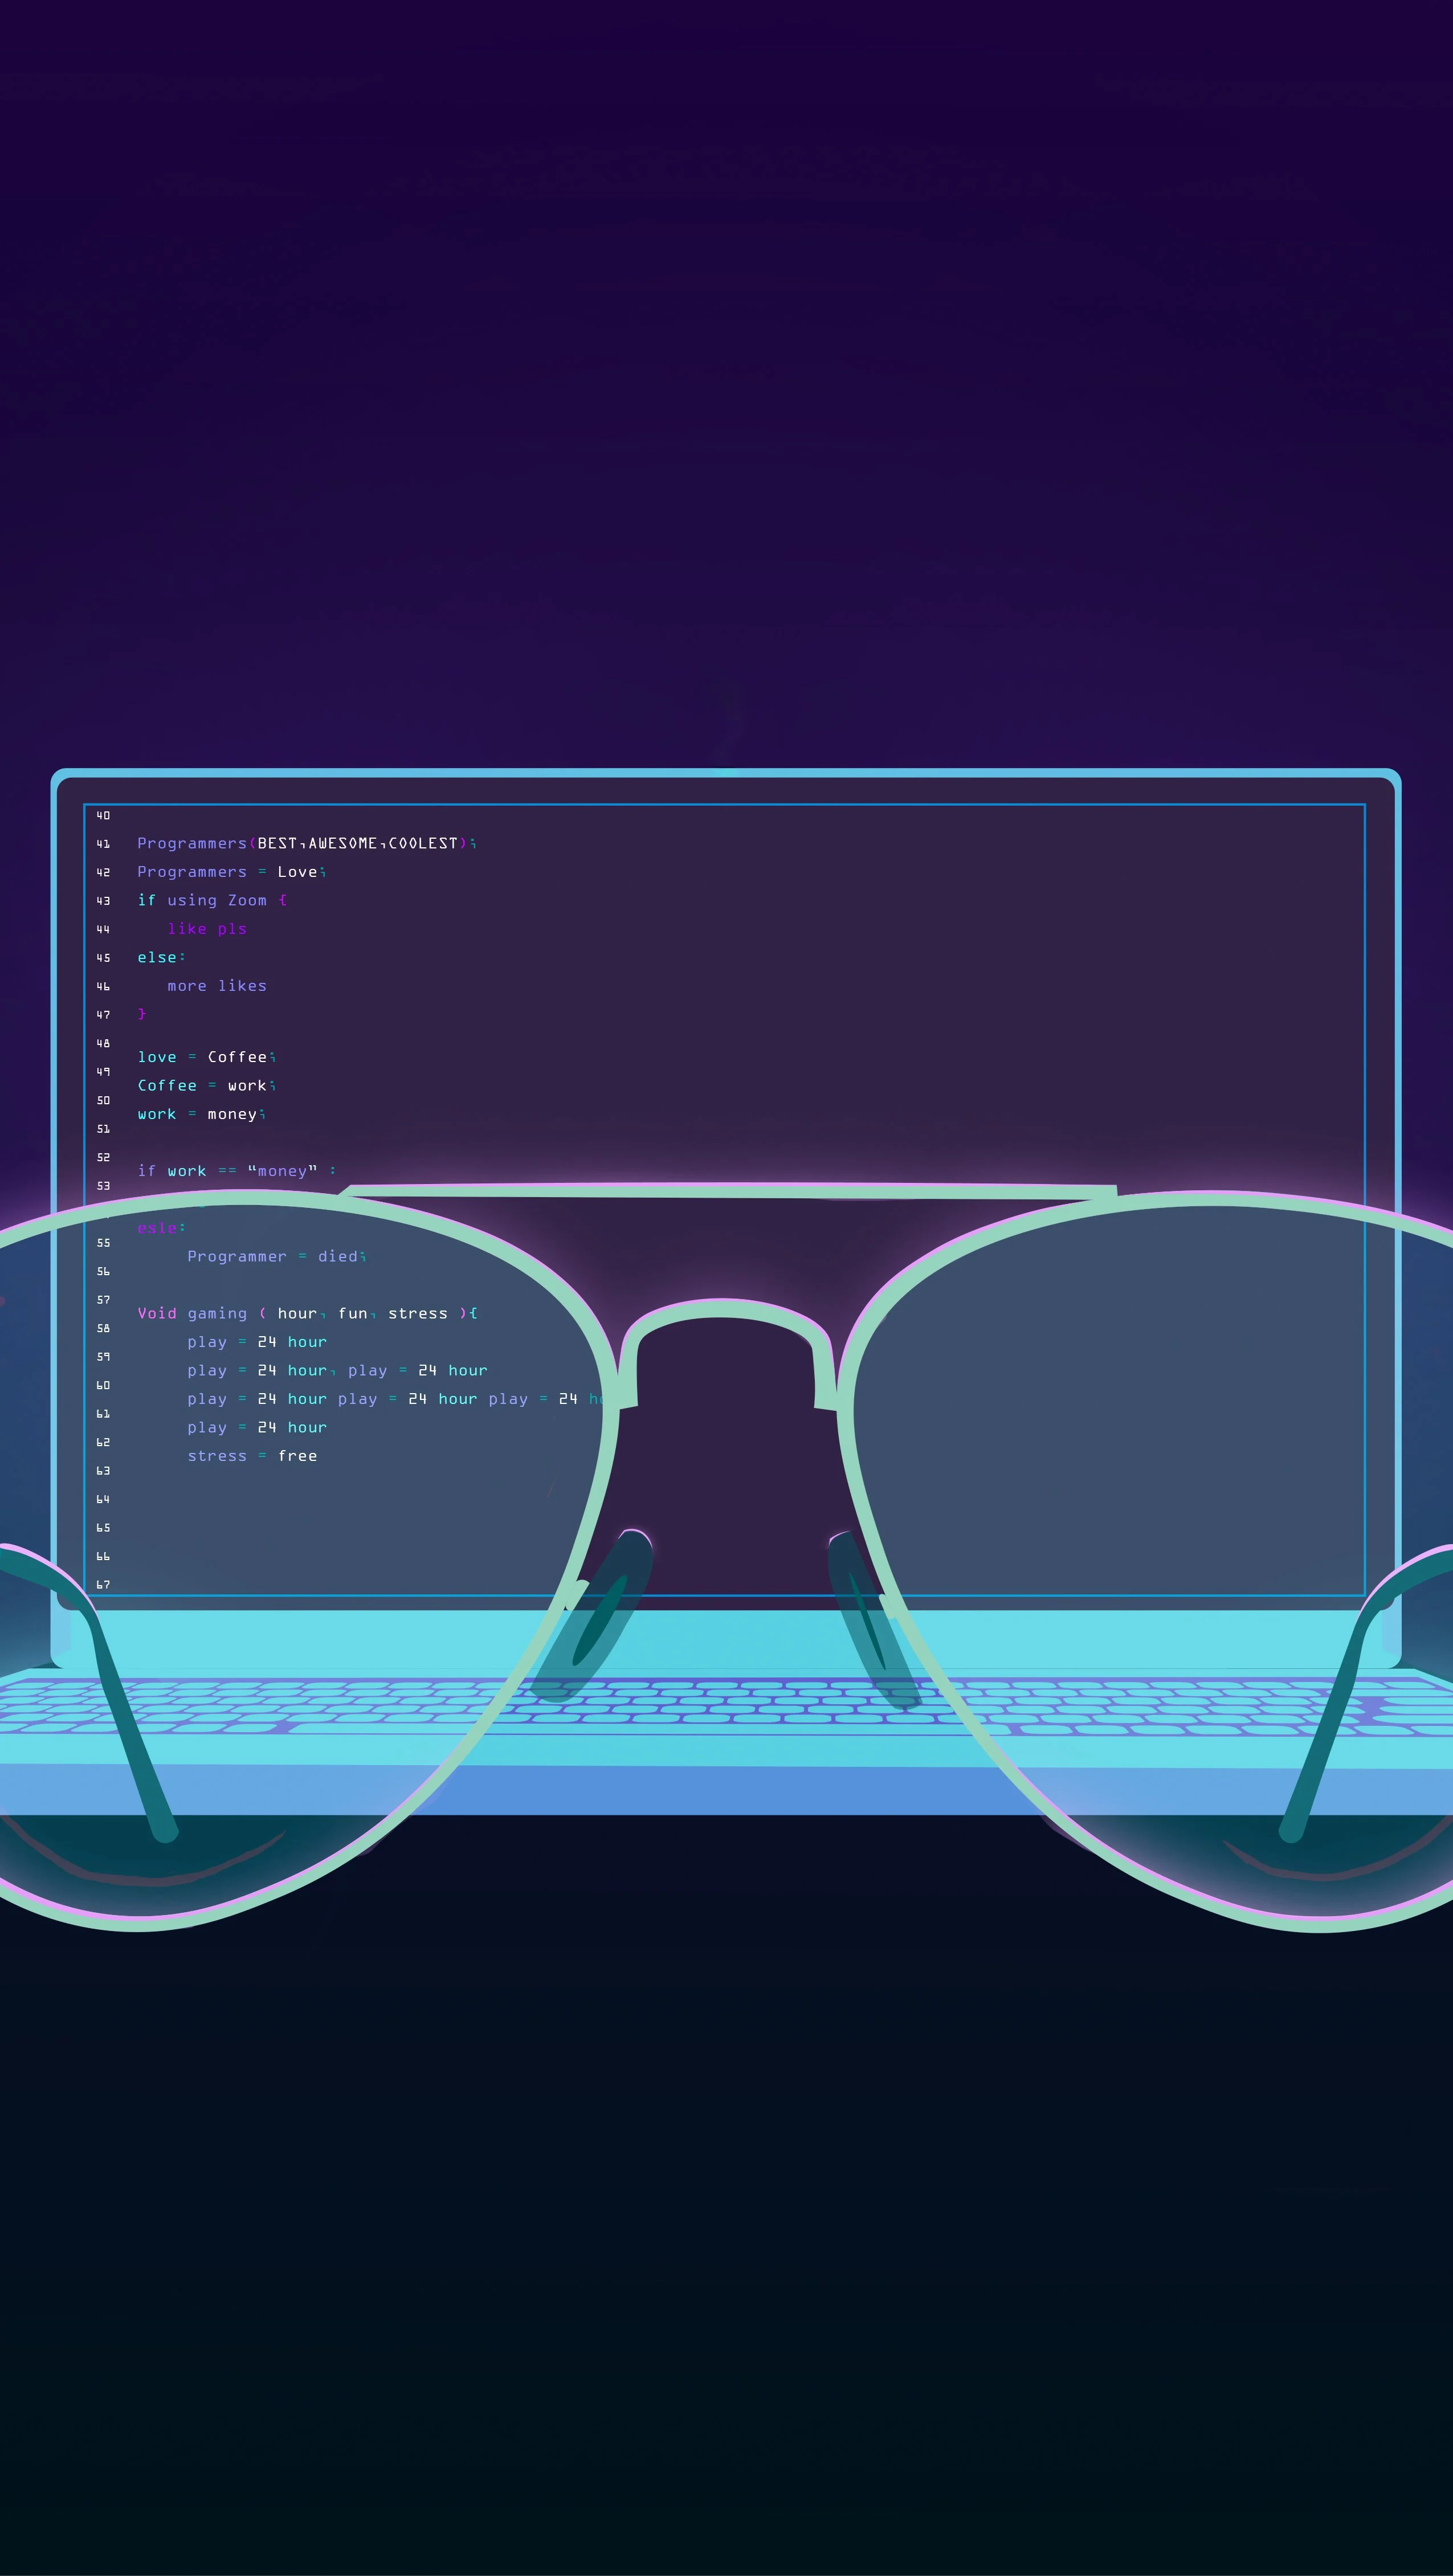 40
41 Programmers(BEST,AWESOME,COOLEST);
42 Programmers = Love;
43 if using Zoom {
44 like pls
45 else:
46 more likes
47 }
48
love = Coffee;
49
Coffee = work;
50
work = money;
51
52
if work == “money” :
53
esle:
55
Programmer = died;
56
57
Void gaming ( hour, fun, stress ){
58
play = 24 hour
59
play = 24 hour, play = 24 hour
60
play = 24 hour play = 24 hour play = 24
61
play = 24 hour
62
stress = free
63
64
65
66
67